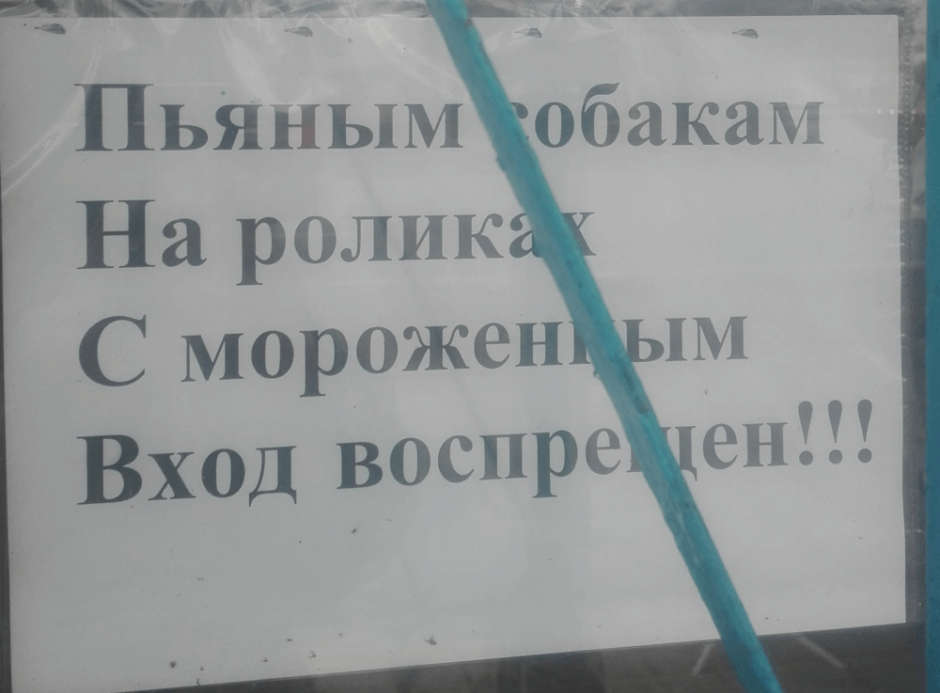 Пьяным собакам
На роликах
С мороженным
Вход воспрещен!!!